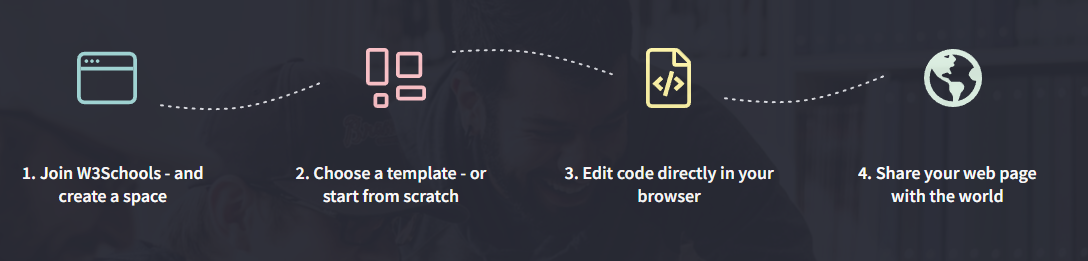 1. Join W3Schools - and
create a space
2. Choose a template - or
start from scratch
3. Edit code directly in your
browser
4. Share your web page
with the world